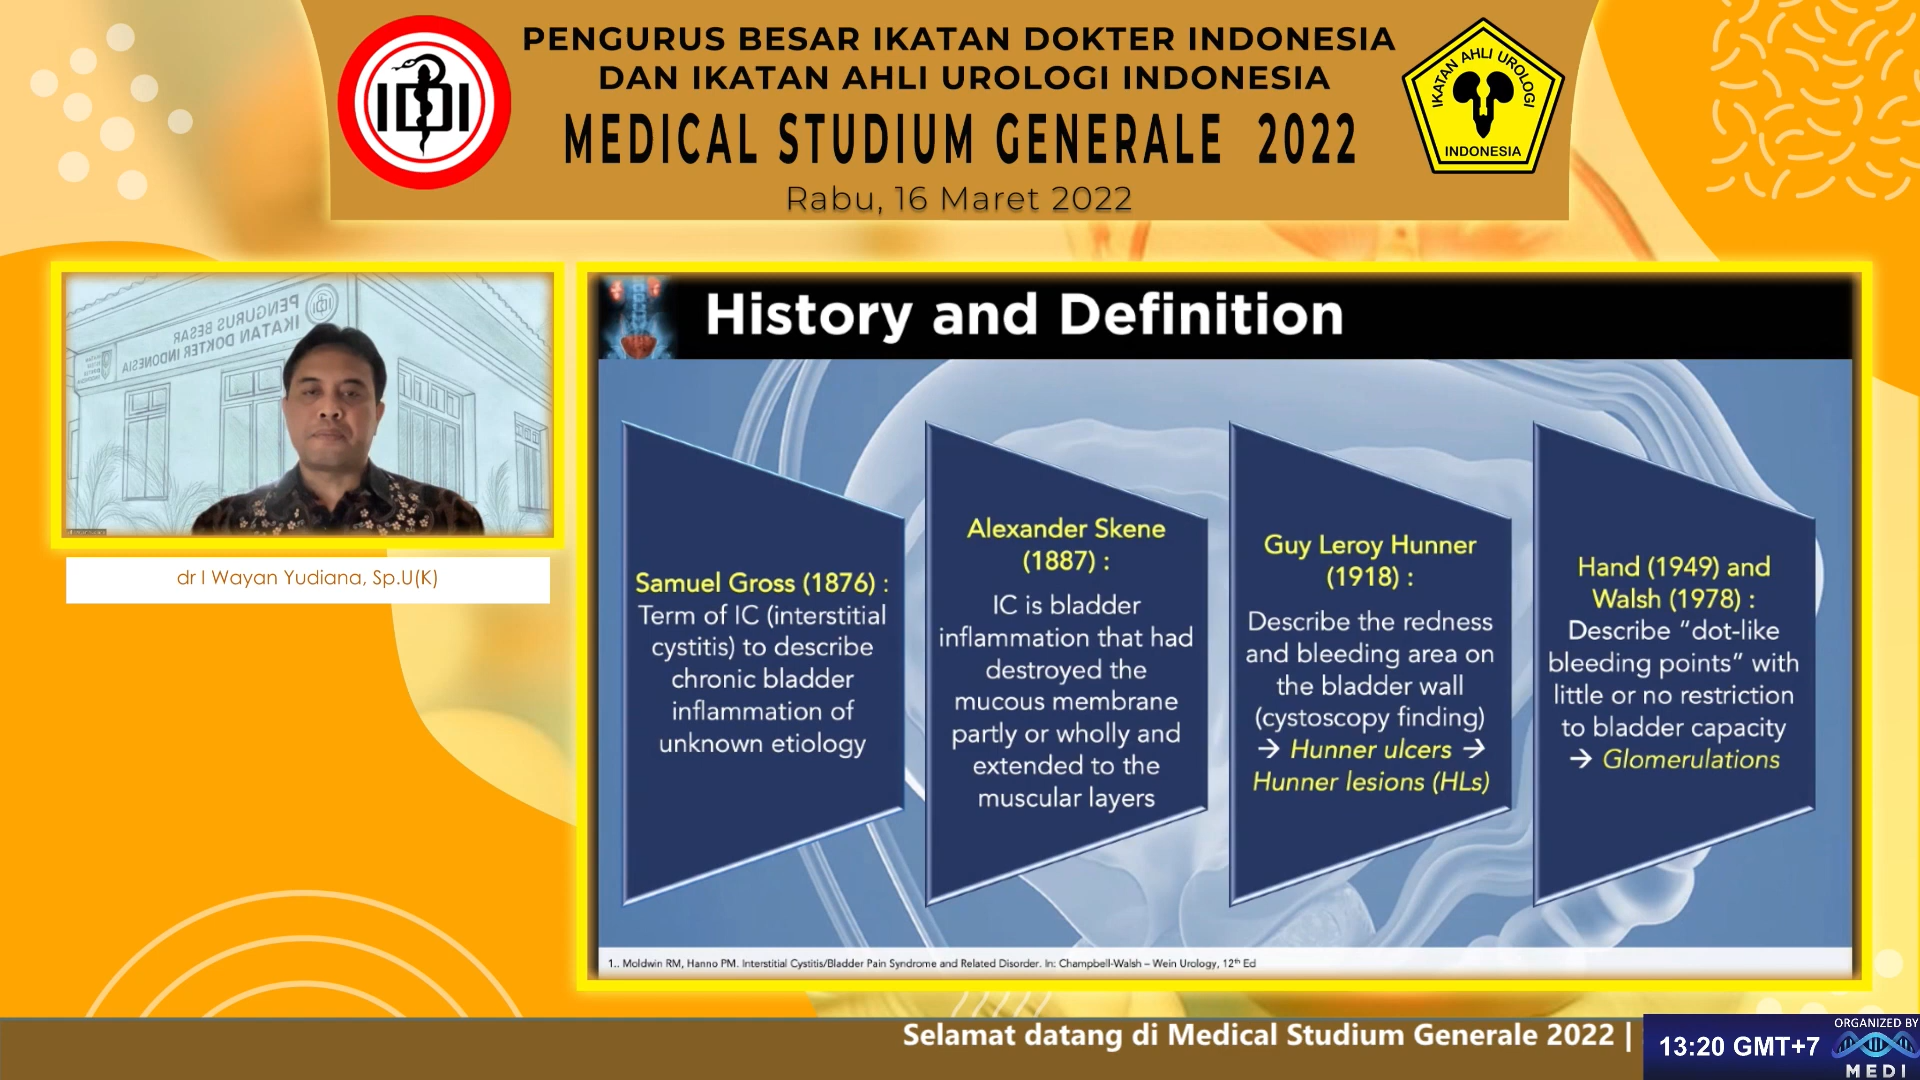 PENGURUS BESAR IKATAN DOKTER INDONESIA
DAN IKATAN AHLI UROLOGI INDONESIA
MEDICAL STUDIUM GENERALE 2022
Rabu, 16 Maret 2022
IDI
IKATAN AHLI UROLOGI
INDONESIA
PENGURUS BESAR
IKATAN DOKTER INDONESIA
dr I Wayan Yudiana, Sp.U(K)
History and Definition
Samuel Gross (1876) :
Term of IC (interstitial
cystitis) to describe
chronic bladder
inflammation of
unknown etiology
Alexander Skene
(1887) :
IC is bladder
inflammation that had
destroyed the
mucous membrane
partly or wholly and
extended to the
muscular layers
Guy Leroy Hunner
(1918) :
Describe the redness
and bleeding area on
the bladder wall
(cystoscopy finding)
→ Hunner ulcers →
Hunner lesions (HLs)
Hand (1949) and
Walsh (1978) :
Describe “dot-like
bleeding points” with
little or no restriction
to bladder capacity
→ Glomerulations
1.. Moldwin RM, Hanno PM. Interstitial Cystitis/Bladder Pain Syndrome and Related Disorder. In: Champbell-Walsh – Wein Urology, 12th Ed
Selamat datang di Medical Studium Generale 2022 |
13:20 GMT+7
ORGANIZED BY
MEDI